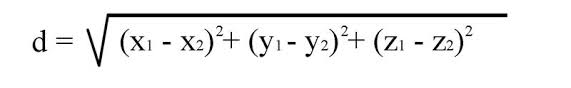 d = √(x₁ - x₂)²+ (y₁ - y₂)²+ (z₁ - z₂)²